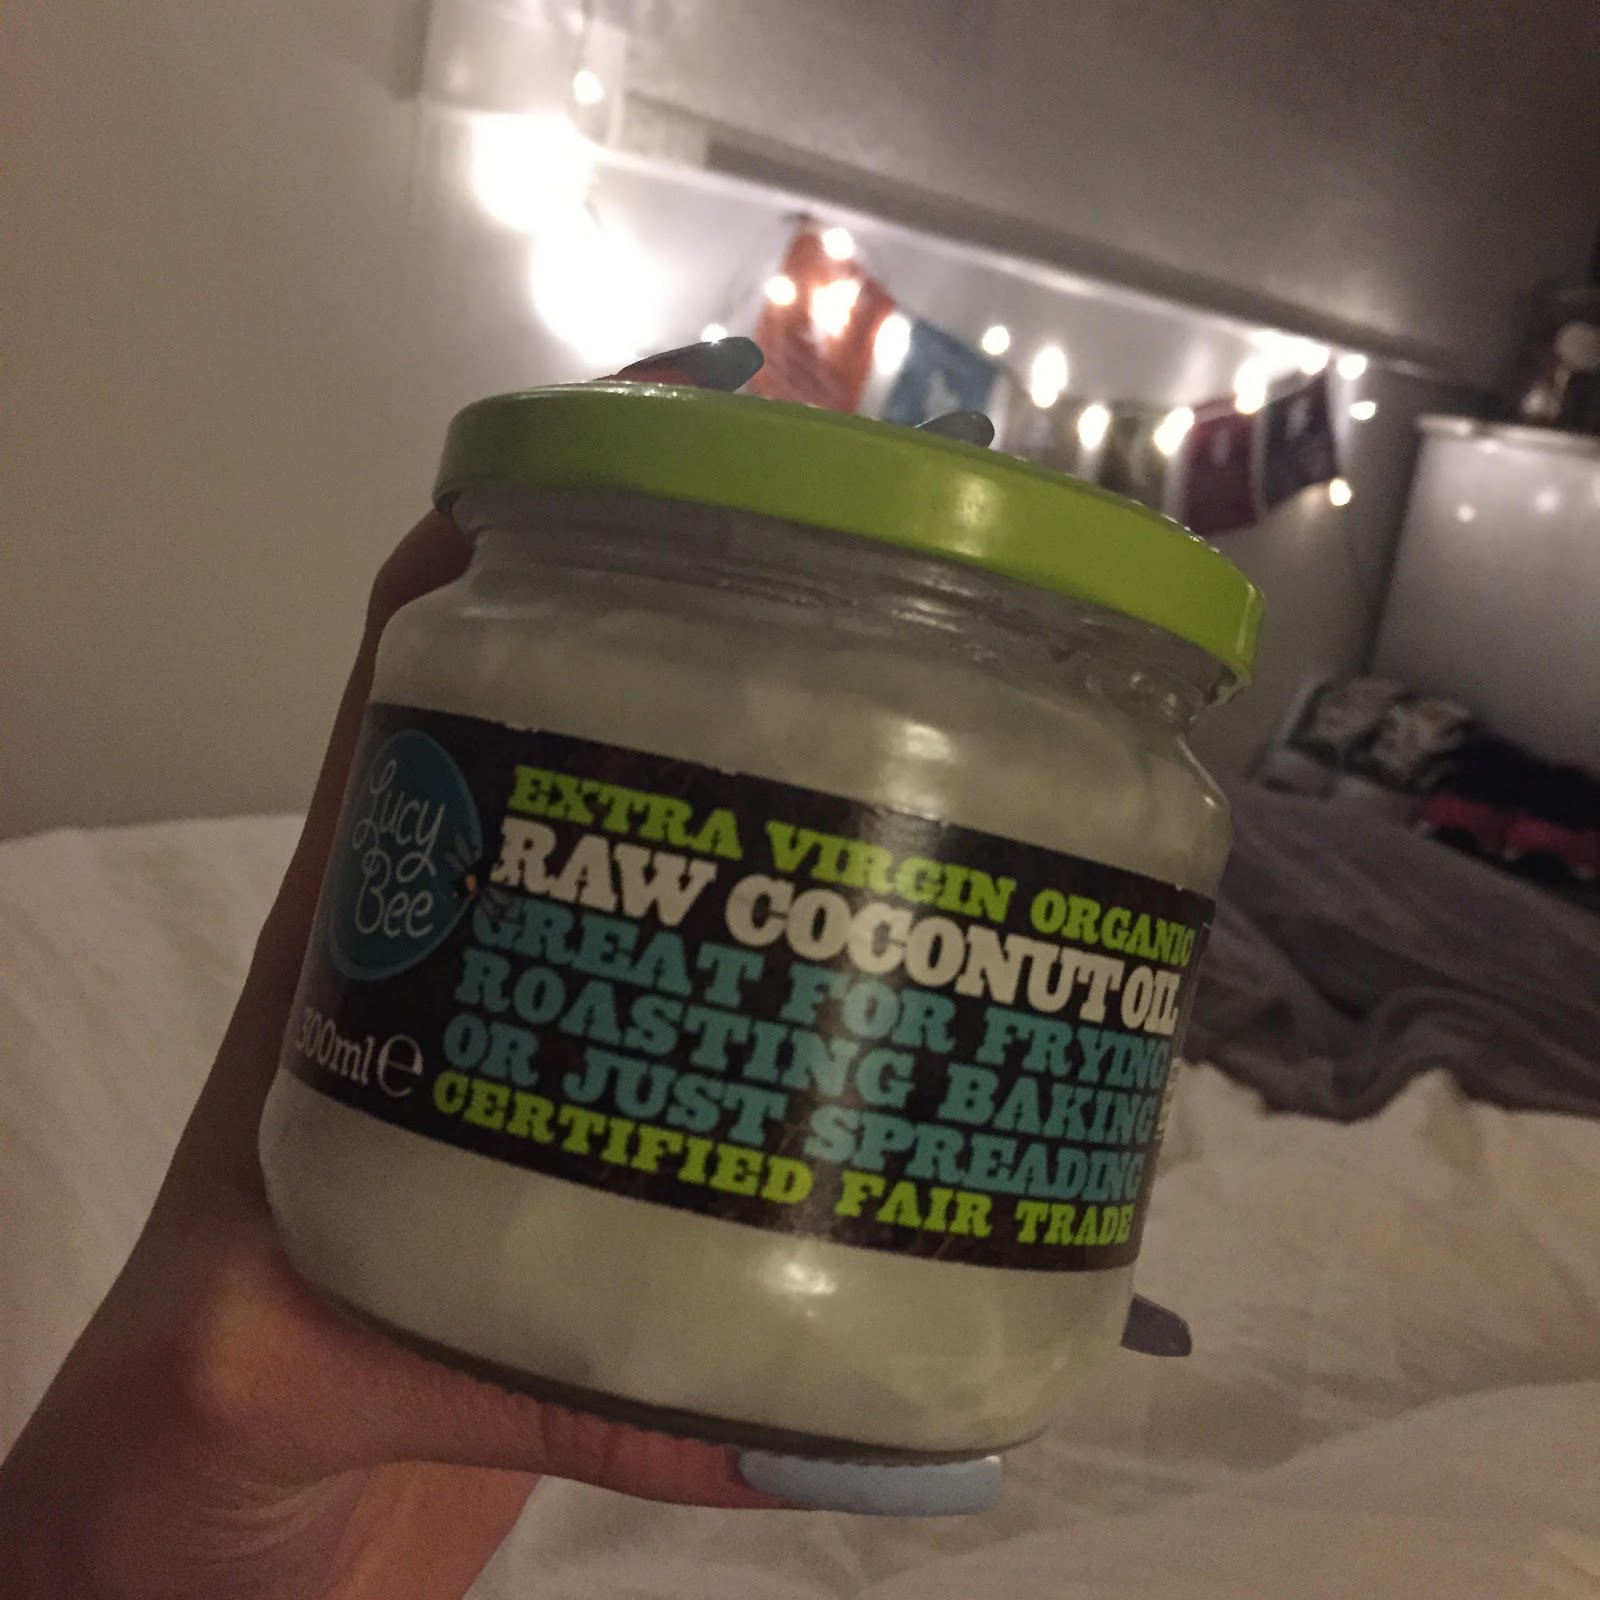 Lucy
Bee
EXTRA VIRGIN ORGANIC
RAW COCONUT OIL
GREAT FOR FRYING
ROASTING BAKING
OR JUST SPREADING
CERTIFIED FAIR TRADE
300ml e